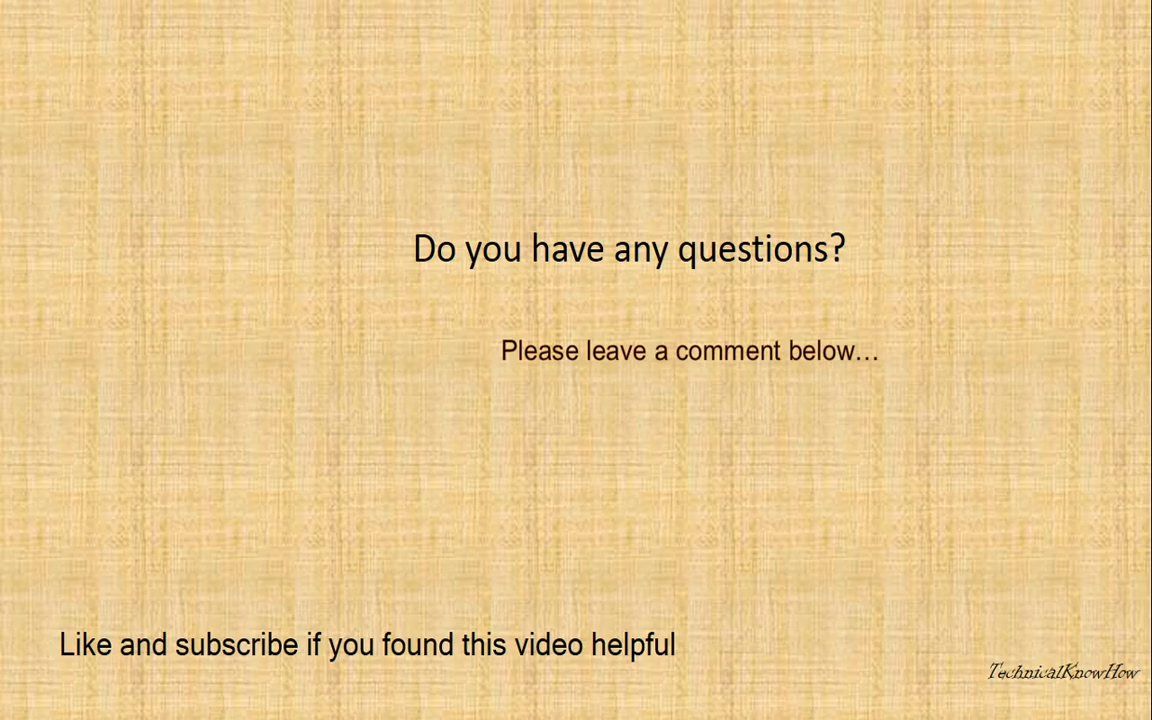 Do you have any questions?
Please leave a comment below...
Like and subscribe if you found this video helpful
TechnicalKnowHow